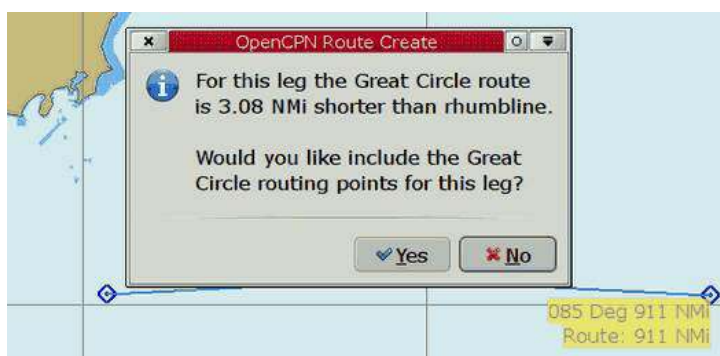 OpenCPN Route Create
For this leg the Great Circle route
is 3.08 NMi shorter than rhumbline.
Would you like include the Great
Circle routing points for this leg?
Yes
No
085 Deg 911 NMi
Route: 911 NMi